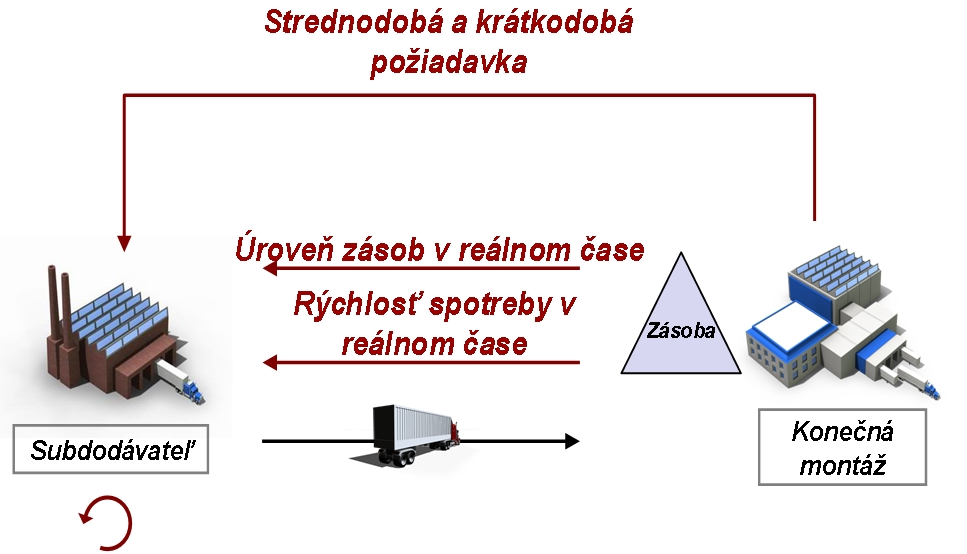 Strednodobá a krátkodobá
požiadavka
Úroveň zásob v reálnom čase
Rýchlosť spotreby v
reálnom čase
Zásoba
Subdodávateľ
Konečná
montáž